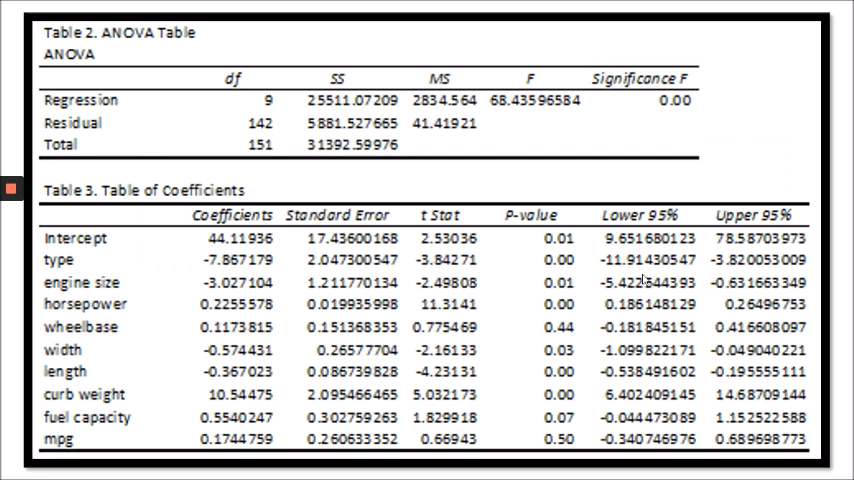 Table 2. ANOVA Table
ANOVA
df SS MS F Significance F
Regression 9 25511.07209 2834.564 68.43596584 0.00
Residual 142 5881.527665 41.41921
Total 151 31392.59976
Table 3. Table of Coefficients
Coefficients Standard Error t Stat P-value Lower 95% Upper 95%
Intercept 44.11936 17.43600168 2.53036 0.01 9.651680123 78.58703973
type -7.867179 2.047300547 -3.84271 0.00 -11.91430547 -3.820053009
engine size -3.027104 1.211770134 -2.49808 0.01 -5.422544393 -0.631663349
horsepower 0.2255578 0.019935998 11.3141 0.00 0.186148129 0.26496753
wheelbase 0.1173815 0.151368353 0.775469 0.44 -0.181845151 0.416608097
width -0.574431 0.26577704 -2.16133 0.03 -1.099822171 -0.049040221
length -0.367023 0.086739828 -4.23131 0.00 -0.538491602 -0.195555111
curb weight 10.54475 2.095466465 5.032173 0.00 6.402409145 14.68709144
fuel capacity 0.5540247 0.302759263 1.829918 0.07 -0.044473089 1.152522588
mpg 0.1744759 0.260633352 0.66943 0.50 -0.340746976 0.689698773